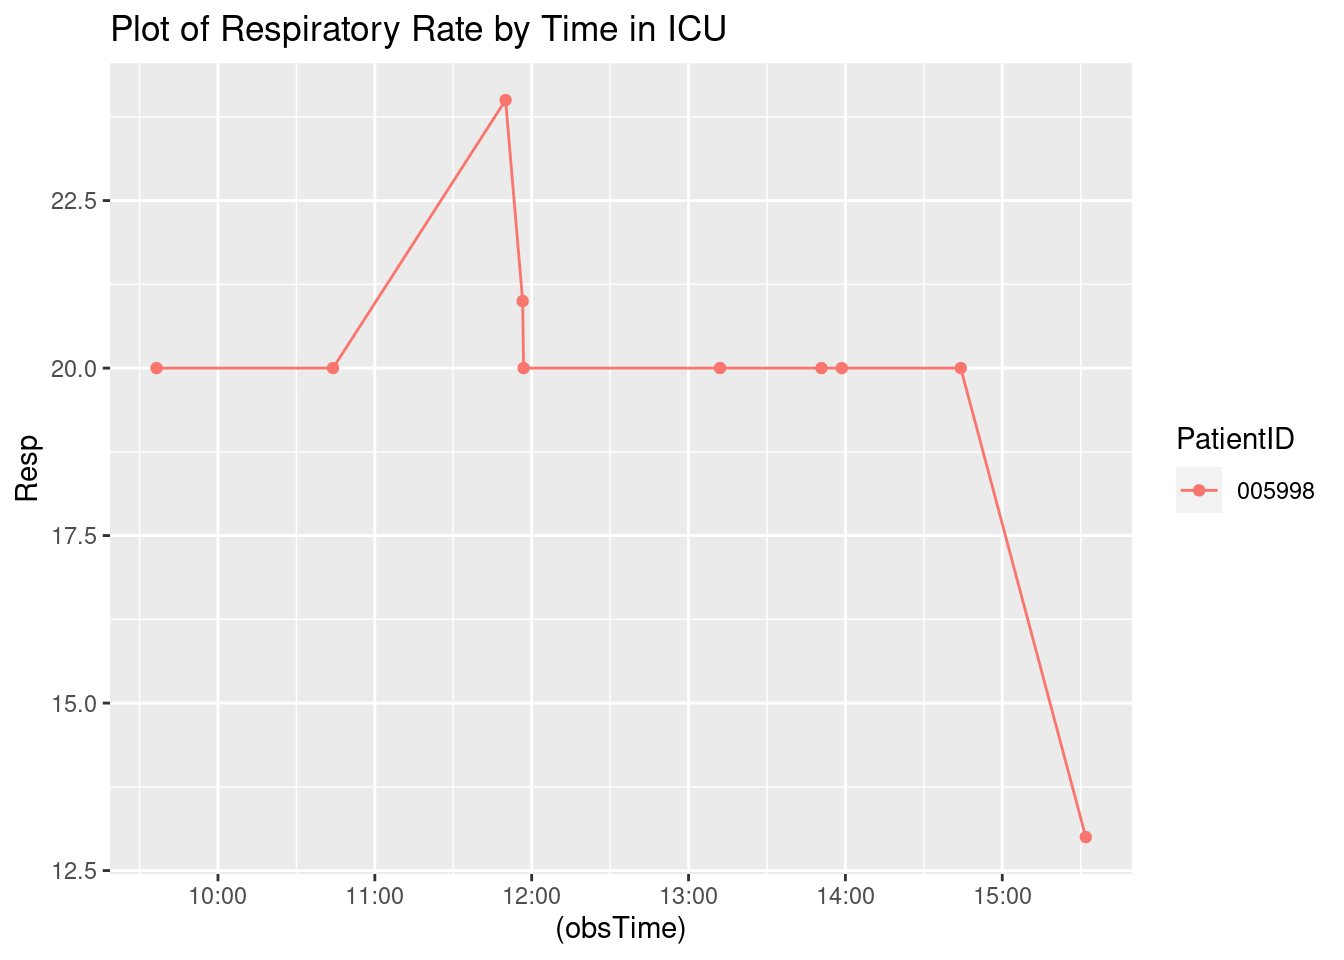 Plot of Respiratory Rate by Time in ICU
22.5
20.0
17.5
15.0
12.5
Resp
10:00 11:00 12:00 13:00 14:00 15:00
(obsTime)
PatientID
005998